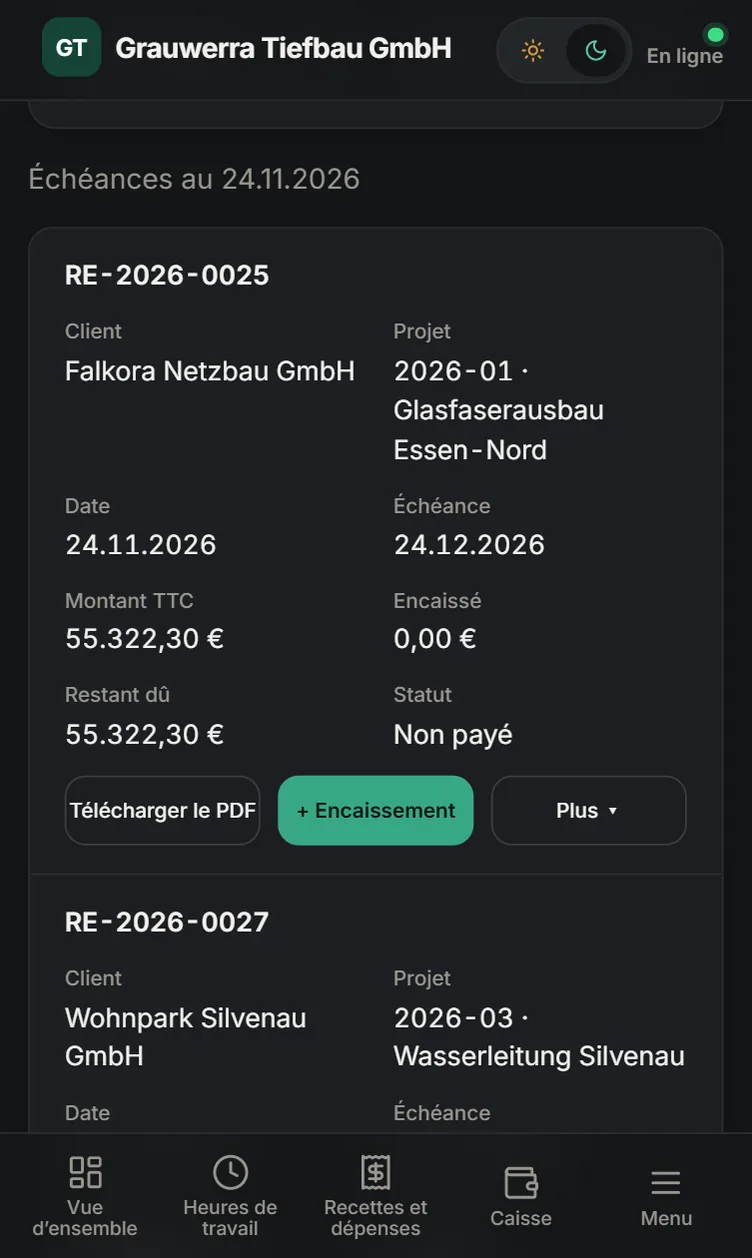 GT
Grauwerra Tiefbau GmbH
En ligne
Échéances au 24.11.2026
RE-2026-0025
Client
Projet
Falkora Netzbau GmbH
2026-01 ·
Glasfaserausbau
Essen-Nord
Date
Échéance
24.11.2026
24.12.2026
Montant TTC
Encaissé
55.322,30 €
0,00 €
Restant dû
Statut
55.322,30 €
Non payé
Télécharger le PDF
+ Encaissement
Plus ▾
RE-2026-0027
Client
Projet
Wohnpark Silvenau
GmbH
2026-03 ·
Wasserleitung Silvenau
Date
Échéance
Vue
d’ensemble
Heures de
travail
Recettes et
dépenses
Caisse
Menu